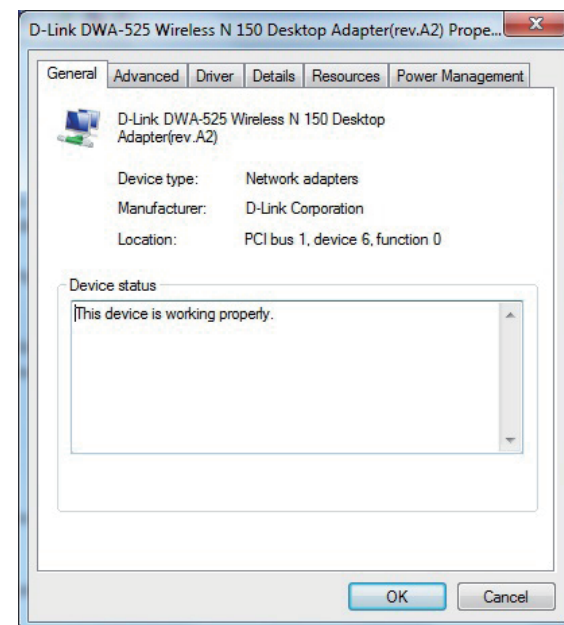 D-Link DWA-525 Wireless N 150 Desktop Adapter(rev.A2) Prope...
General Advanced Driver Details Resources Power Management
D-Link DWA-525 Wireless N 150 Desktop
Adapter(rev.A2)
Device type: Network adapters
Manufacturer: D-Link Corporation
Location: PCI bus 1, device 6, function 0
Device status
This device is working properly.
OK Cancel